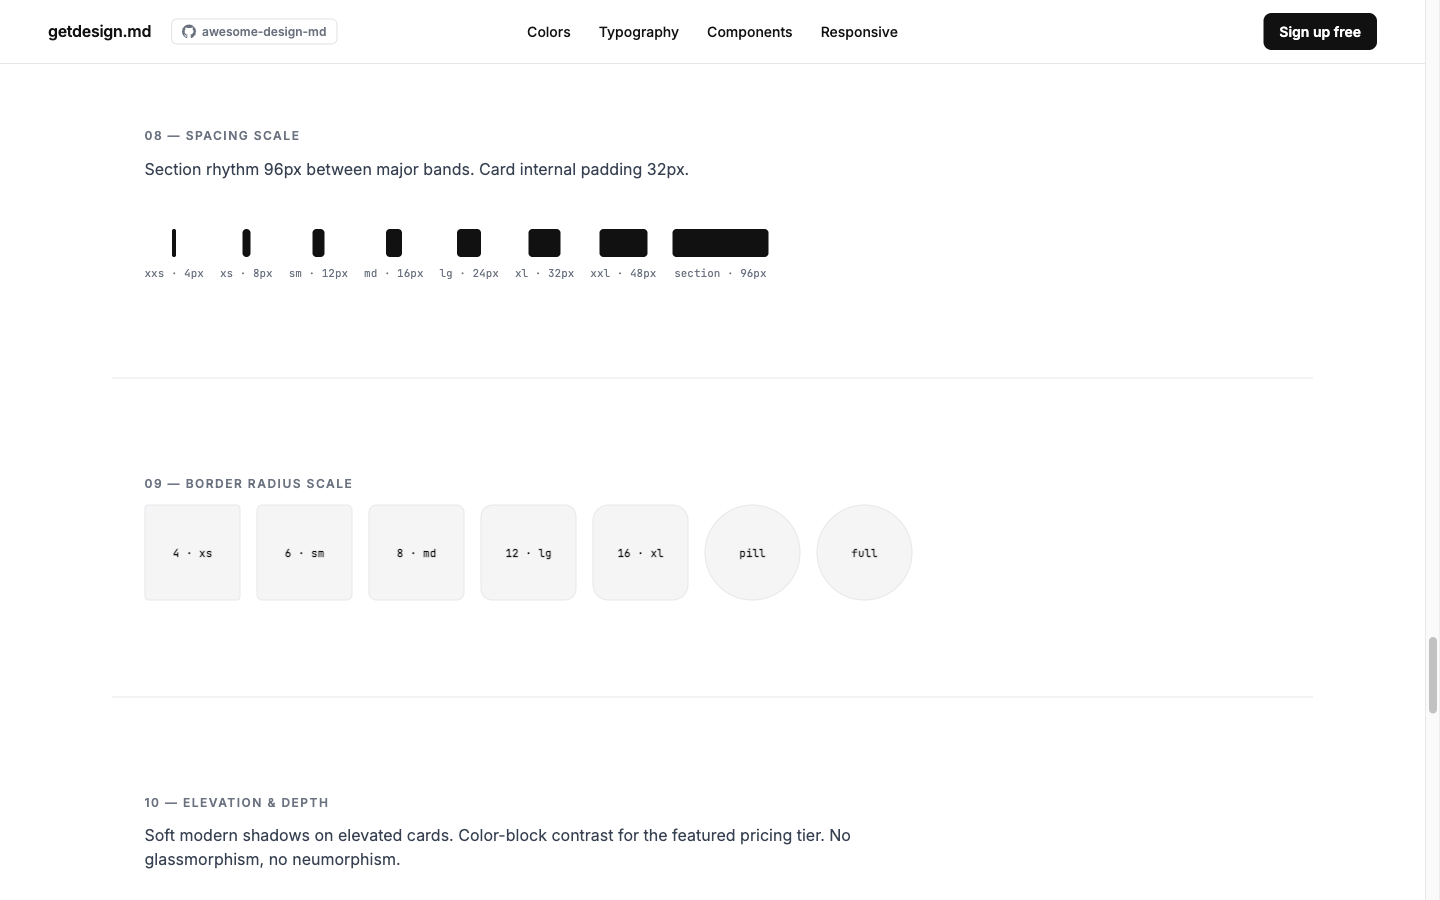 getdesign.md
awesome-design-md
Colors
Typography
Components
Responsive
Sign up free
08 — SPACING SCALE
Section rhythm 96px between major bands. Card internal padding 32px.
xxs · 4px
xs · 8px
sm · 12px
md · 16px
lg · 24px
xl · 32px
xxl · 48px
section · 96px
09 — BORDER RADIUS SCALE
4 · xs
6 · sm
8 · md
12 · lg
16 · xl
pill
full
10 — ELEVATION & DEPTH
Soft modern shadows on elevated cards. Color-block contrast for the featured pricing tier. No
glassmorphism, no neumorphism.